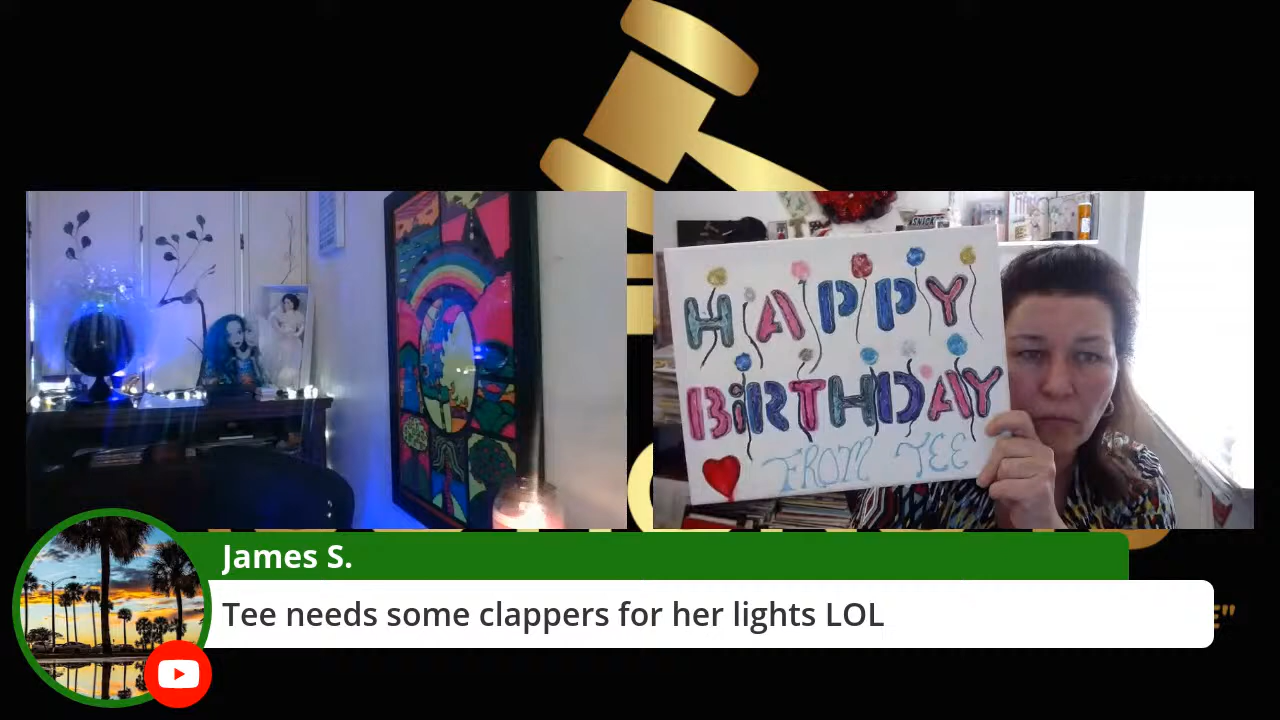 HAPPY
BiRTHDAY
FROM TEE
James S.
Tee needs some clappers for her lights LOL